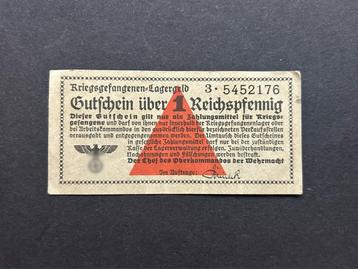 Kriegsgefangenen-Lagergeld
3 · 5452176
Gutschein über 1 Reichspfennig
Dieser Gutschein gilt nur als Zahlungsmittel für Kriegs-
gefangene und darf von ihnen nur innerhalb der Kriegsgefangenenlager oder
bei Arbeitskommandos in den ausdrücklich hierfür bezeichneten Verkaufsstellen
verausgabt und entgegengenommen werden. Der Umtausch dieses Gutscheines
in gesetzliche Zahlungsmittel darf nur bei der zuständigen
Kasse der Lagerverwaltung erfolgen. Zuwiderhandlungen,
Nachahmungen und Fälschungen werden bestraft.
Der Chef des Oberkommandos der Wehrmacht
Im Auftrage: